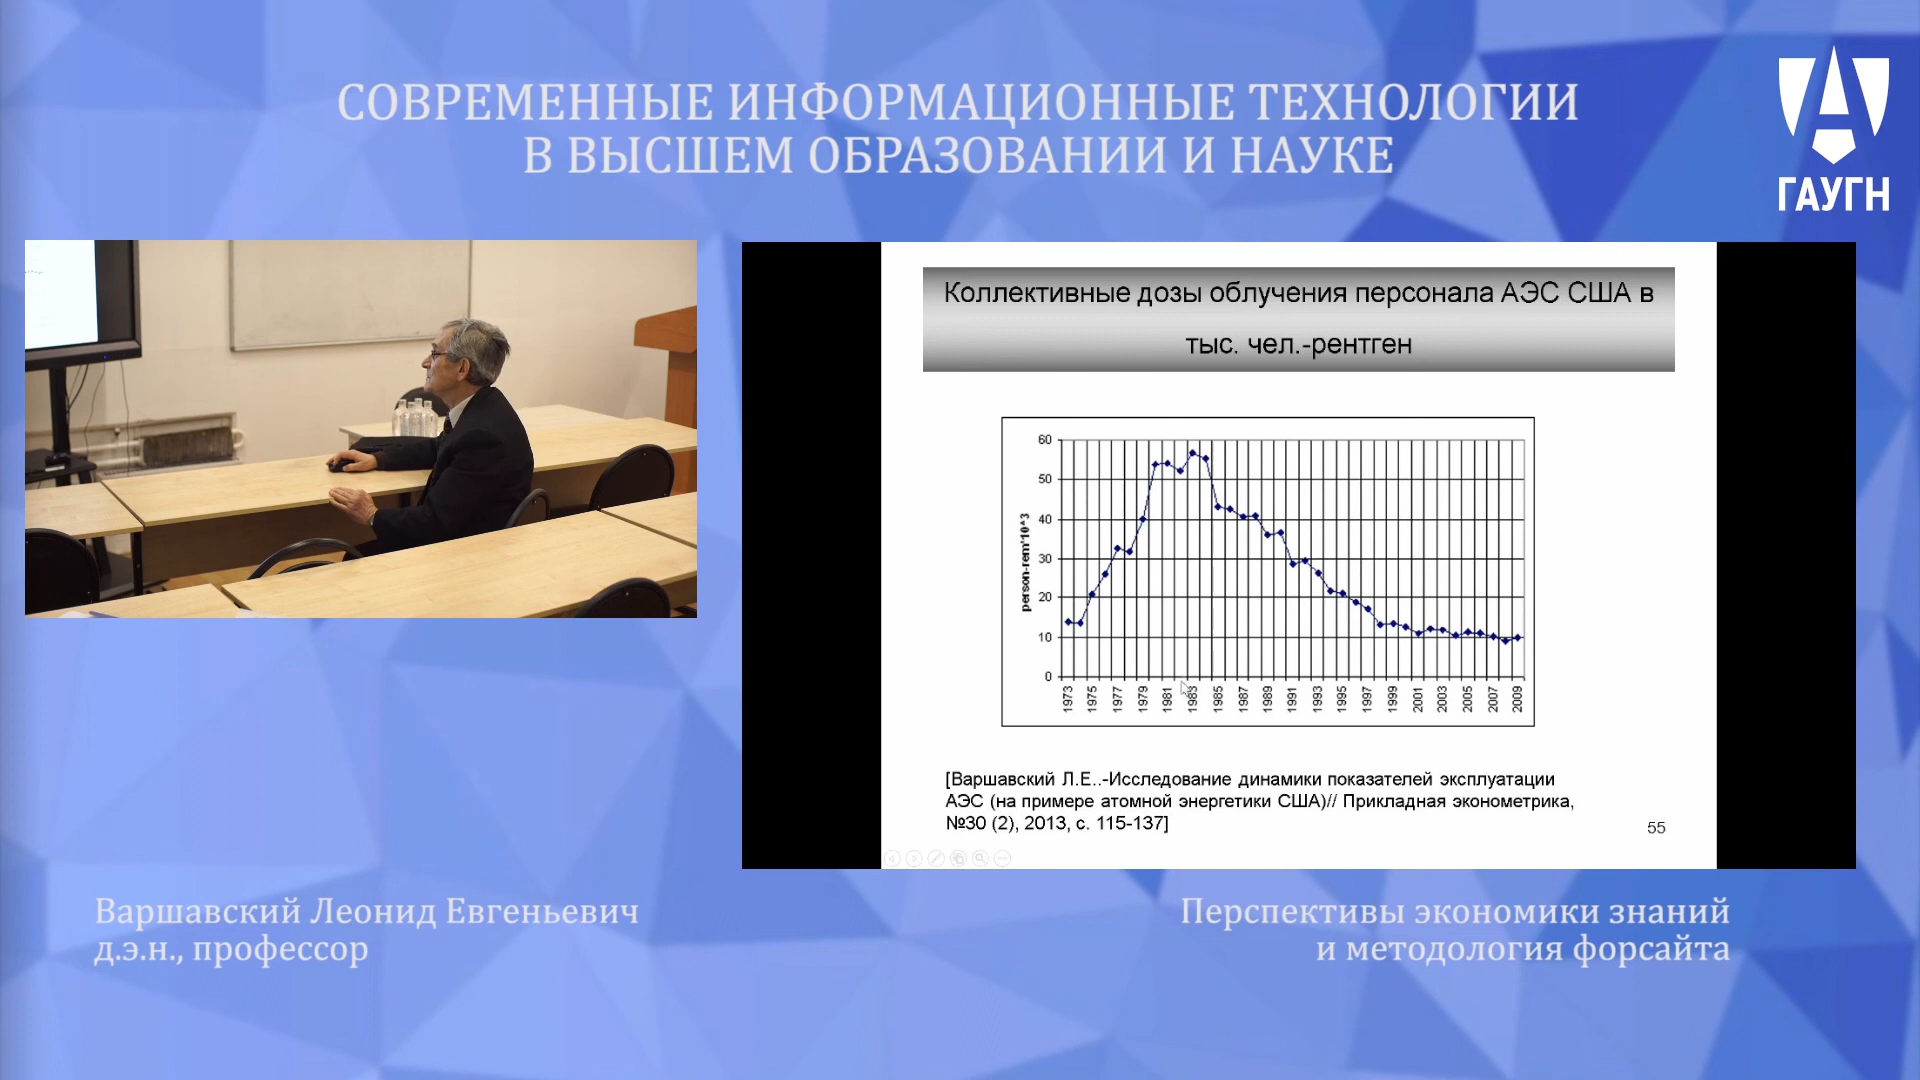 СОВРЕМЕННЫЕ ИНФОРМАЦИОННЫЕ ТЕХНОЛОГИИ
В ВЫСШЕМ ОБРАЗОВАНИИ И НАУКЕ
ГАУГН
Коллективные дозы облучения персонала АЭС США в
тыс. чел.-рентген
person-rem*10^3
60
50
40
30
20
10
0
1973
1975
1977
1979
1981
1983
1985
1987
1989
1991
1993
1995
1997
1999
2001
2003
2005
2007
2009
[Варшавский Л.Е..-Исследование динамики показателей эксплуатации
АЭС (на примере атомной энергетики США)// Прикладная эконометрика,
№30 (2), 2013, с. 115-137]
55
Варшавский Леонид Евгеньевич
д.э.н., профессор
Перспективы экономики знаний
и методология форсайта